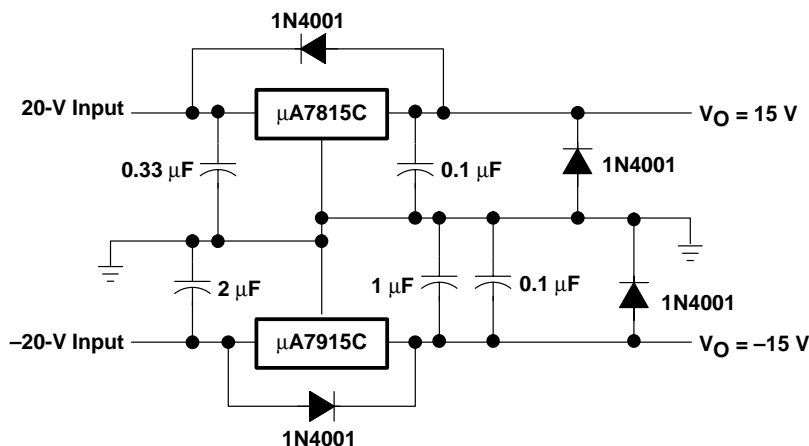 1N4001
20-V Input
μA7815C
V_O = 15 V
0.33 μF
0.1 μF
1N4001
2 μF
1 μF
0.1 μF
1N4001
–20-V Input
μA7915C
V_O = –15 V
1N4001